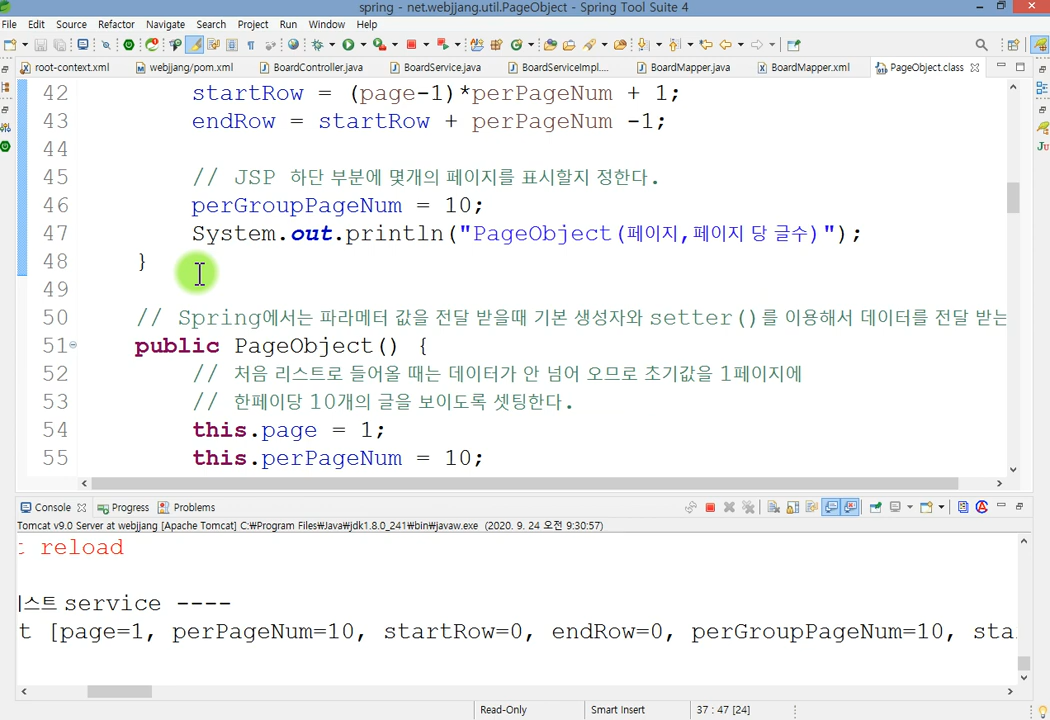 spring - net.webjjang.util.PageObject - Spring Tool Suite 4
File Edit Source Refactor Navigate Search Project Run Window Help
root-context.xml webjjang/pom.xml BoardController.java BoardService.java BoardServiceImpl.... BoardMapper.java BoardMapper.xml PageObject.class
42 startRow = (page-1)*perPageNum + 1;
43 endRow = startRow + perPageNum -1;
44
45 // JSP 하단 부분에 몇개의 페이지를 표시할지 정한다.
46 perGroupPageNum = 10;
47 System.out.println("PageObject(페이지,페이지 당 글수)");
48 }
49
50 // Spring에서는 파라메터 값을 전달 받을때 기본 생성자와 setter()를 이용해서 데이터를 전달 받는
51 public PageObject() {
52 // 처음 리스트로 들어올 때는 데이터가 안 넘어 오므로 초기값을 1페이지에
53 // 한페이당 10개의 글을 보이도록 셋팅한다.
54 this.page = 1;
55 this.perPageNum = 10;
Console Progress Problems
Tomcat v9.0 Server at webjjang [Apache Tomcat] C:₩Program Files₩Java₩jdk1.8.0_241₩bin₩javaw.exe (2020. 9. 24 오전 9:30:57)
t reload
스트 service ----
t [page=1, perPageNum=10, startRow=0, endRow=0, perGroupPageNum=10, sta
Read-Only Smart Insert 37 : 47 [24]